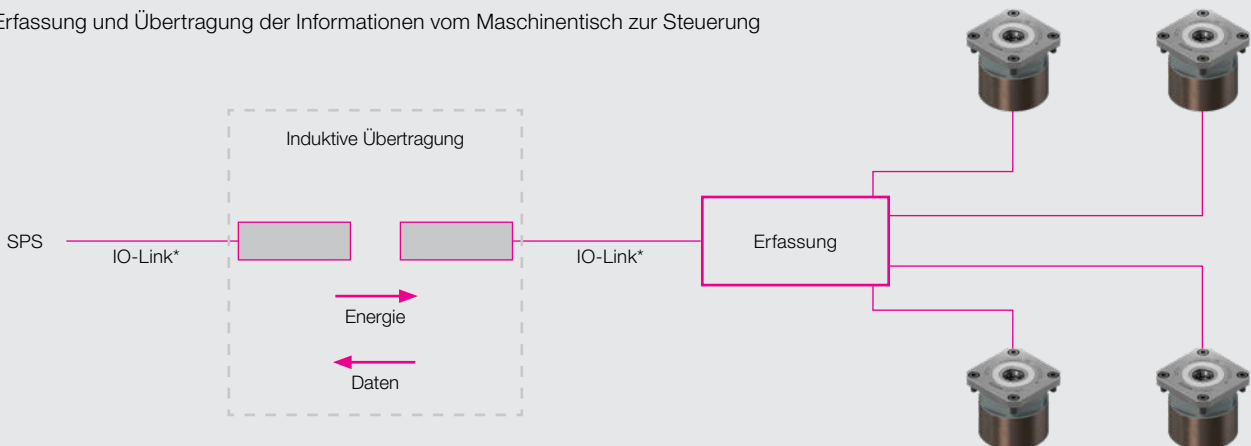 Erfassung und Übertragung der Informationen vom Maschinentisch zur Steuerung
Induktive Übertragung
SPS
IO-Link*
IO-Link*
Erfassung
Energie
Daten